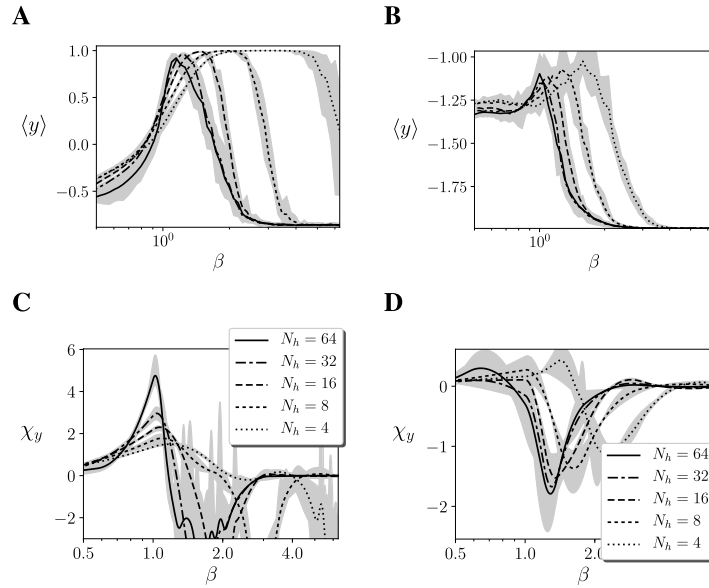 A
B
1.0
0.5
0.0
−0.5
⟨y⟩
10⁰
β
−1.00
−1.25
−1.50
−1.75
⟨y⟩
10⁰
β
C
D
6
4
2
0
−2
χ_y
N_h = 64
N_h = 32
N_h = 16
N_h = 8
N_h = 4
0.5 1.0 2.0 4.0
β
0
−1
−2
χ_y
N_h = 64
N_h = 32
N_h = 16
N_h = 8
N_h = 4
0.5 1.0 2.0
β